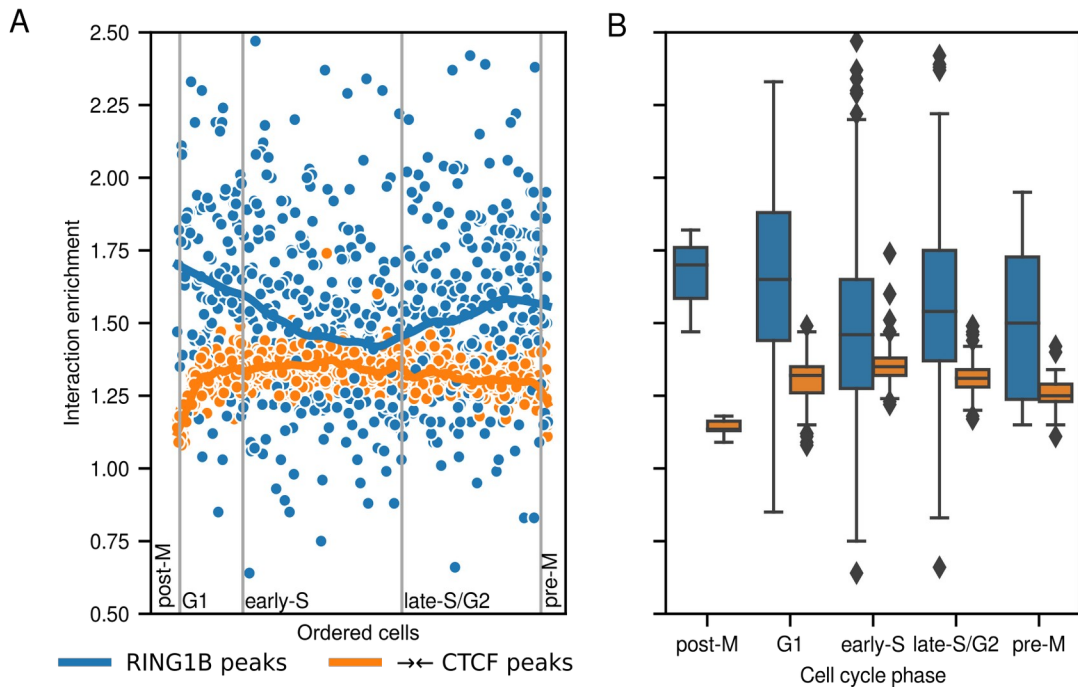 A
B
2.50
2.25
2.00
1.75
1.50
1.25
1.00
0.75
0.50
Interaction enrichment
post-M
G1
early-S
late-S/G2
pre-M
Ordered cells
RING1B peaks
→← CTCF peaks
post-M G1 early-S late-S/G2 pre-M
Cell cycle phase